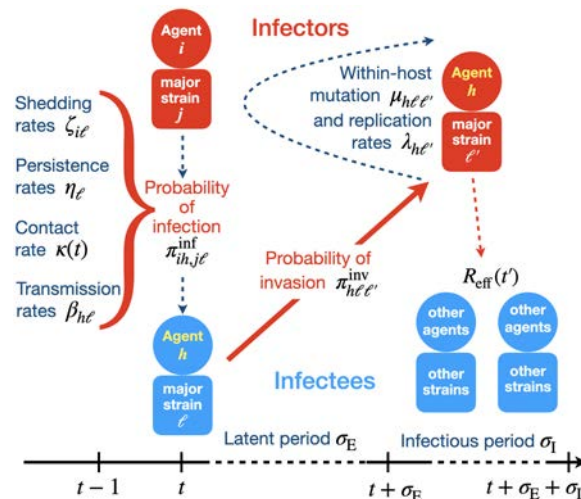 Agent
i
major
strain
j
Infectors
Shedding
rates ζ_iℓ
Persistence
rates η_ℓ
Contact
rate κ(t)
Transmission
rates β_hℓ
Probability
of
infection
π^inf_ih,jℓ
Within-host
mutation μ_hℓℓ′
and replication
rates λ_hℓ′
Agent
h
major
strain
ℓ′
Probability of
invasion π^inv_hℓℓ′
R_eff(t′)
other
agents
other
agents
other
strains
other
strains
Agent
h
major
strain
ℓ
Infectees
Latent period σ_E
Infectious period σ_I
t − 1
t
t + σ_E
t + σ_E + σ_I